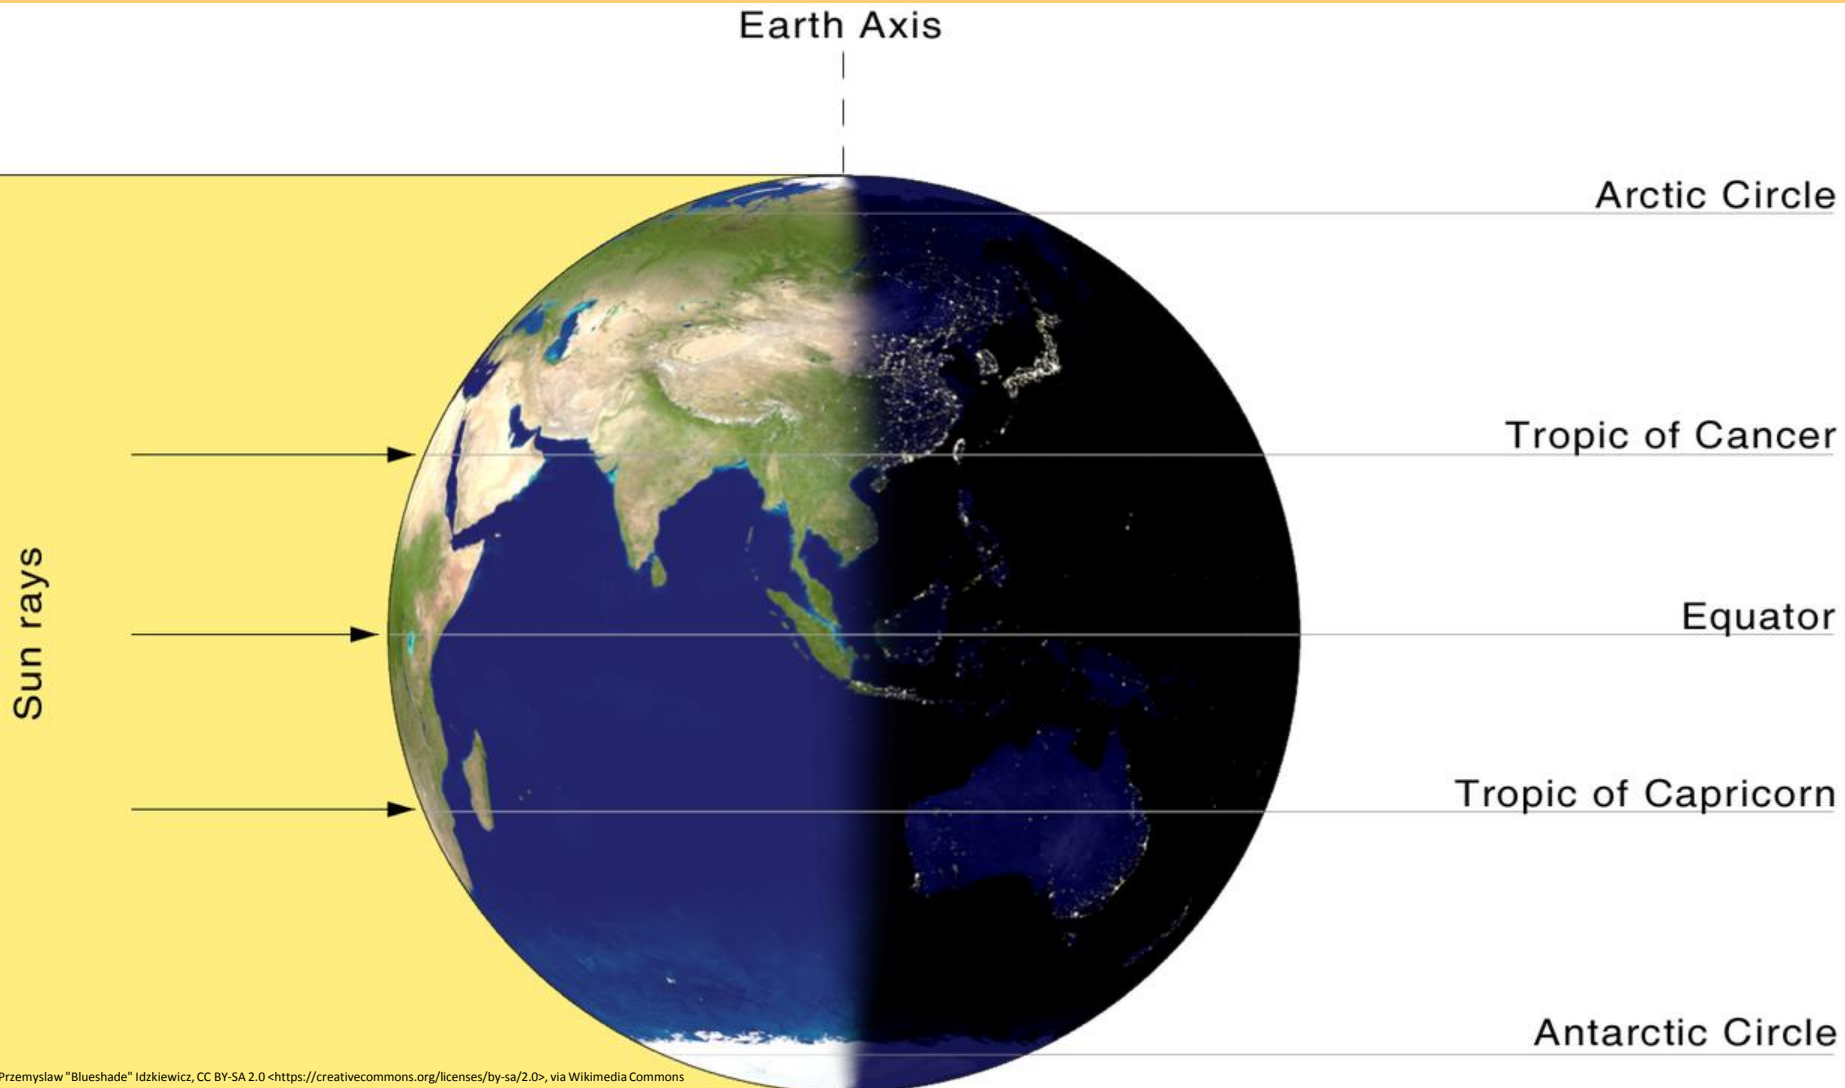 Earth Axis
Arctic Circle
Tropic of Cancer
Sun rays
Equator
Tropic of Capricorn
Antarctic Circle
Przemyslaw "Blueshade" Idzkiewicz, CC BY-SA 2.0 <https://creativecommons.org/licenses/by-sa/2.0>, via Wikimedia Commons